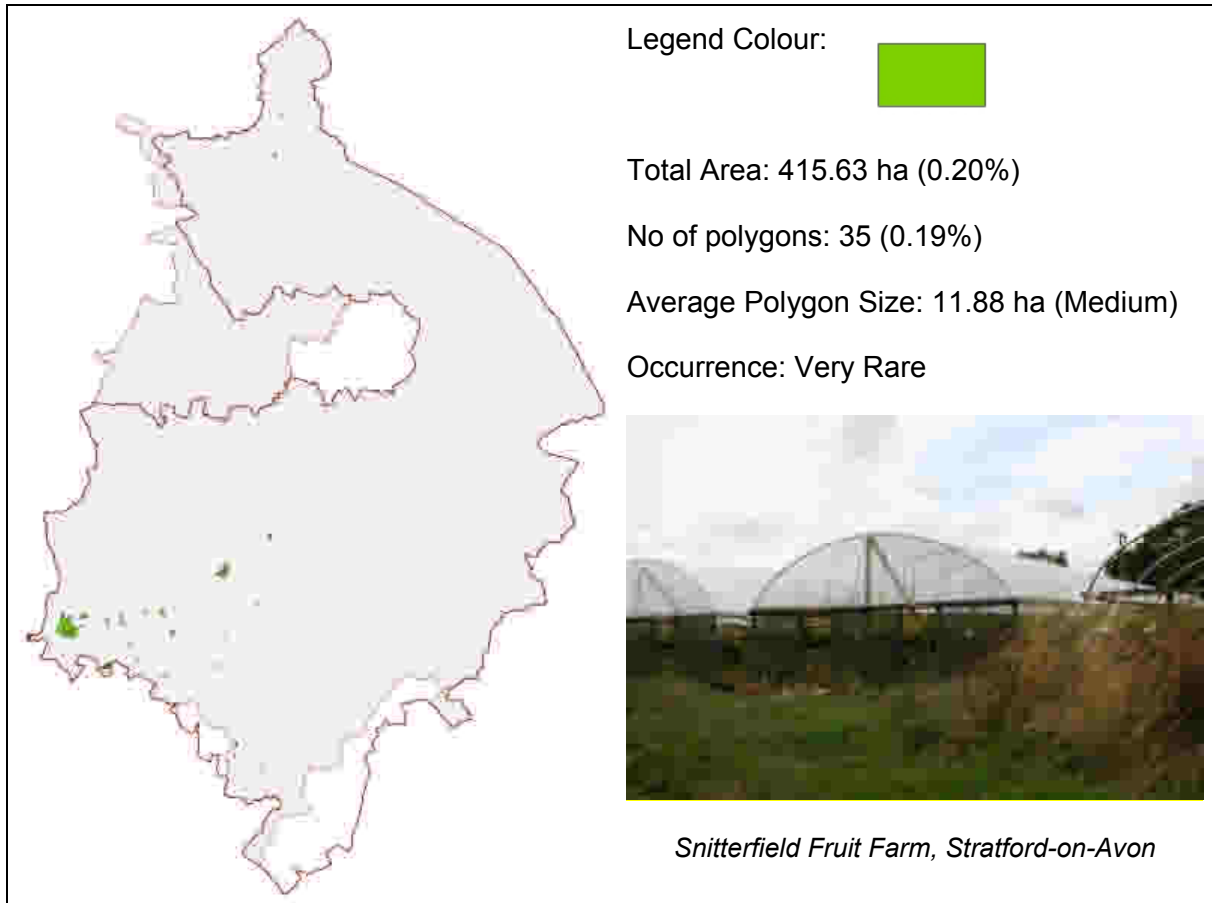 Legend Colour:
Total Area: 415.63 ha (0.20%)
No of polygons: 35 (0.19%)
Average Polygon Size: 11.88 ha (Medium)
Occurrence: Very Rare
Snitterfield Fruit Farm, Stratford-on-Avon